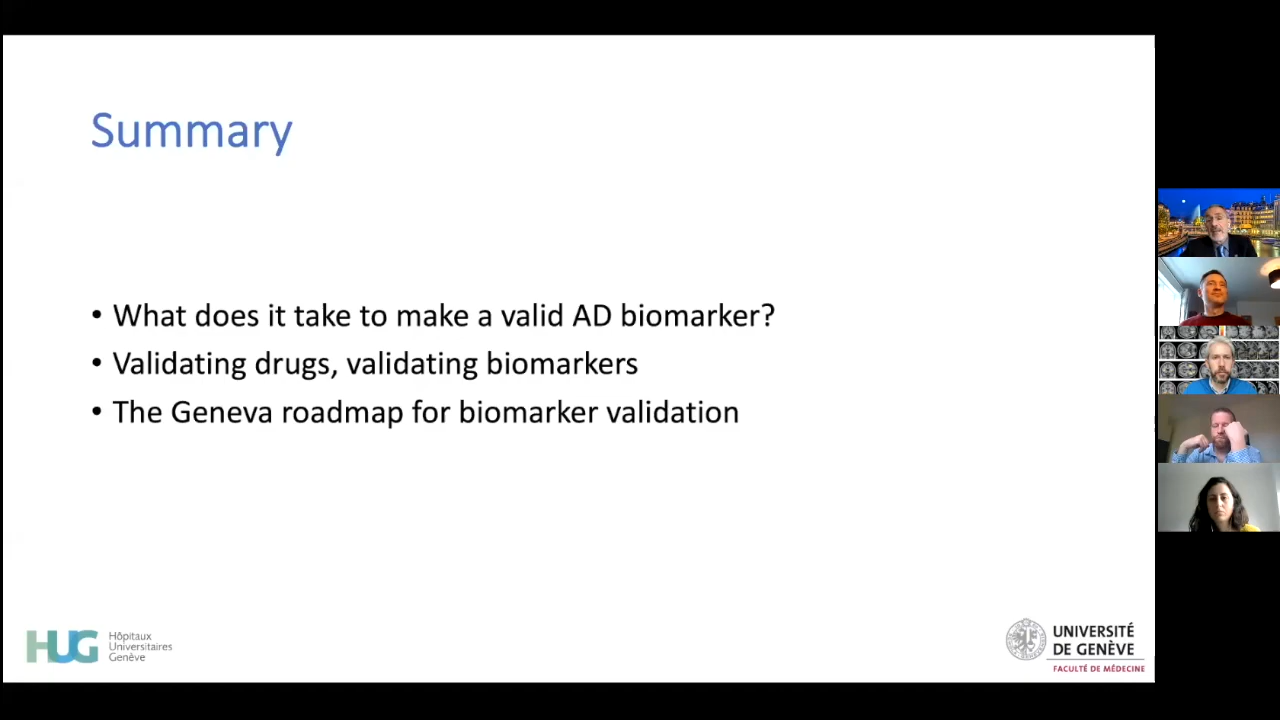 Summary
• What does it take to make a valid AD biomarker?
• Validating drugs, validating biomarkers
• The Geneva roadmap for biomarker validation
HUG
Hôpitaux
Universitaires
Genève
UNIVERSITÉ
DE GENÈVE
FACULTÉ DE MÉDECINE